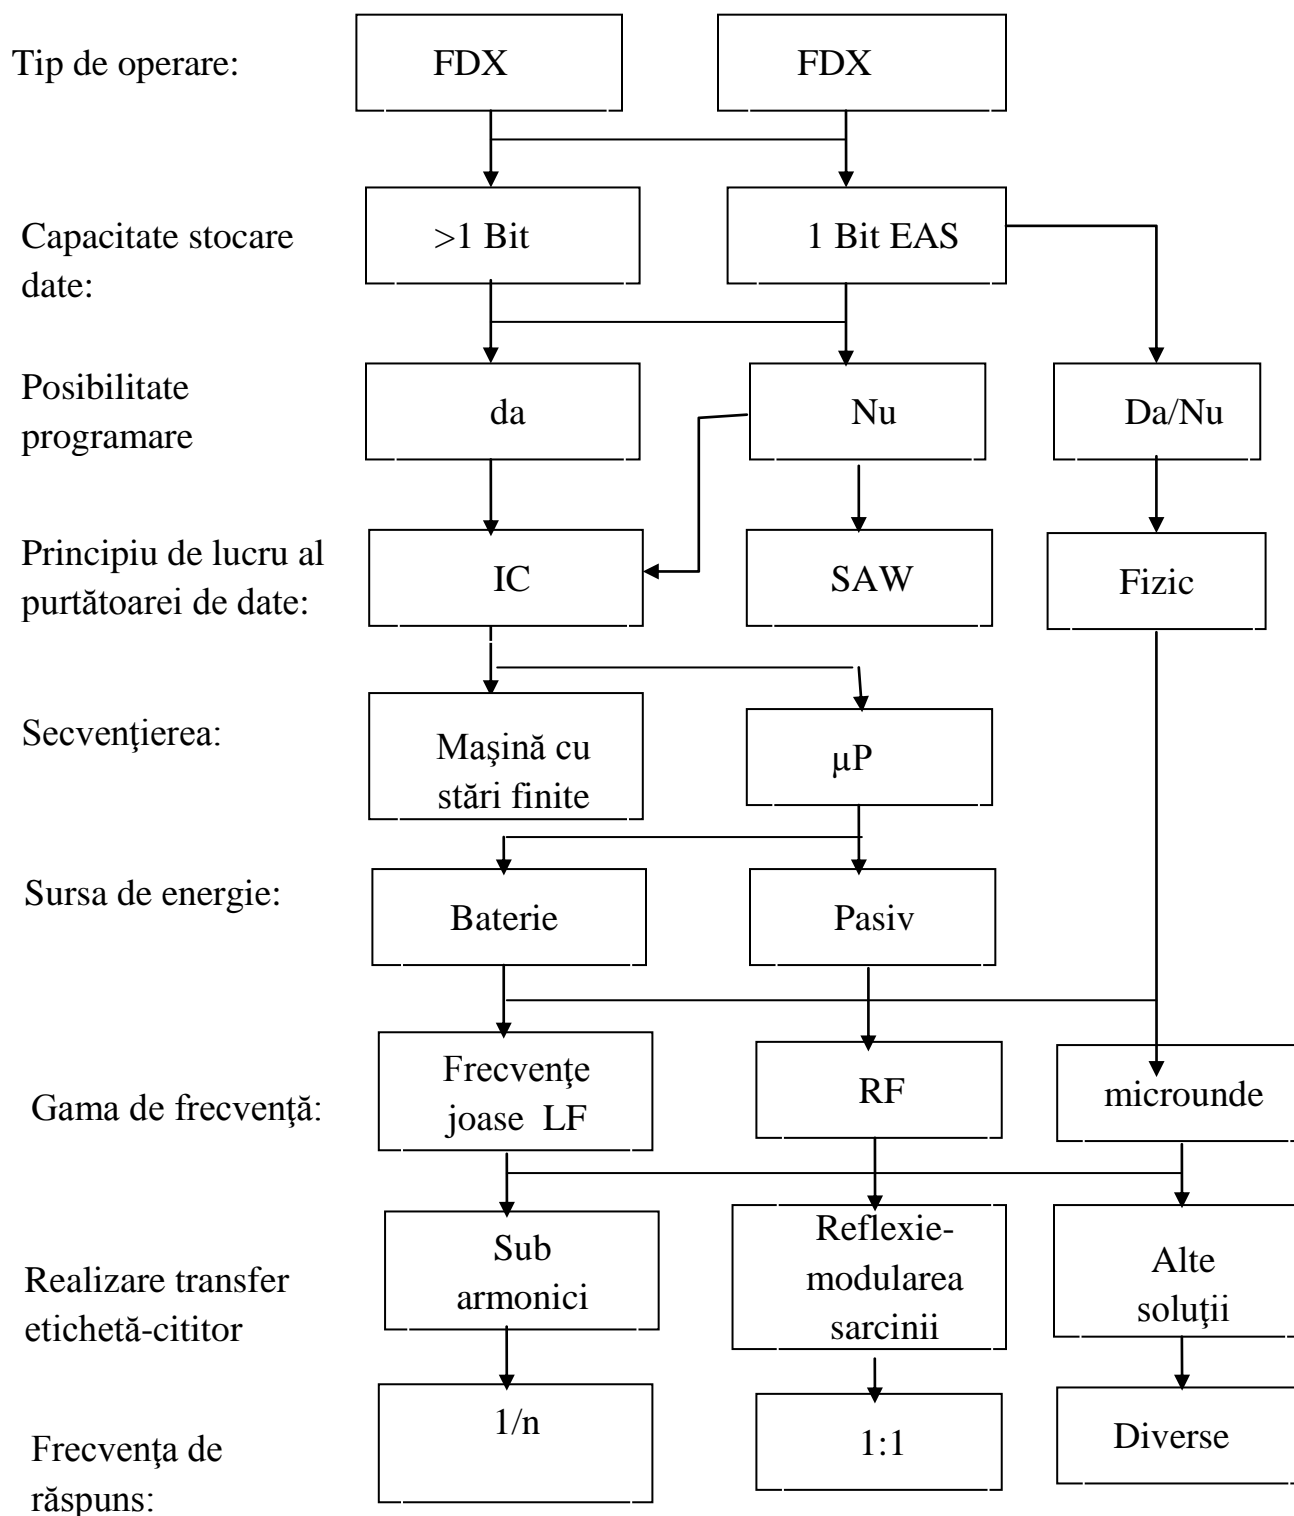 Tip de operare:
FDX
FDX
Capacitate stocare
date:
>1 Bit
1 Bit EAS
Posibilitate
programare
da
Nu
Da/Nu
Principiu de lucru al
purtătoarei de date:
IC
SAW
Fizic
Secvenţierea:
Maşină cu
stări finite
µP
Sursa de energie:
Baterie
Pasiv
Gama de frecvenţă:
Frecvenţe
joase LF
RF
microunde
Realizare transfer
etichetă-cititor
Sub
armonici
Reflexie-
modularea
sarcinii
Alte
soluţii
Frecvenţa de
răspuns:
1/n
1:1
Diverse